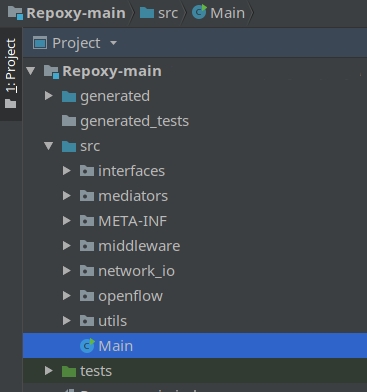 Repoxy-main src Main
1: Project
Project
Repoxy-main
generated
generated_tests
src
interfaces
mediators
META-INF
middleware
network_io
openflow
utils
Main
tests